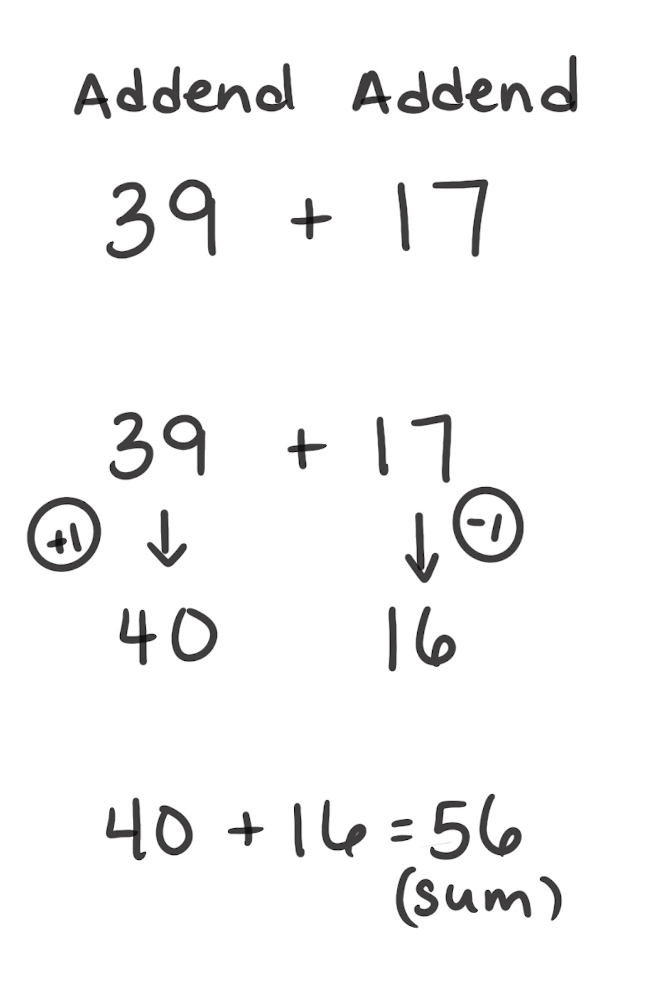 Addend Addend
39 + 17
39 + 17
+1 ↓ ↓ -1
40 16
40 + 16 = 56
(sum)